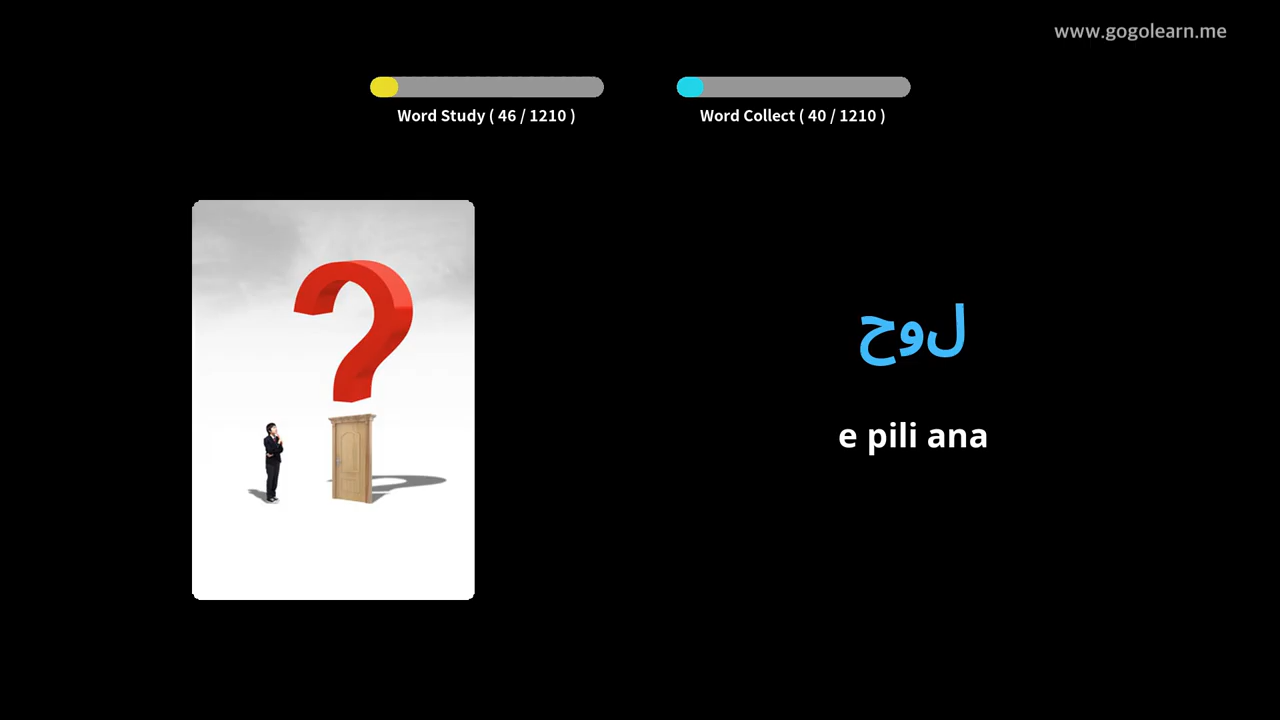 www.gogolearn.me
Word Study ( 46 / 1210 )
Word Collect ( 40 / 1210 )
لوح
e pili ana